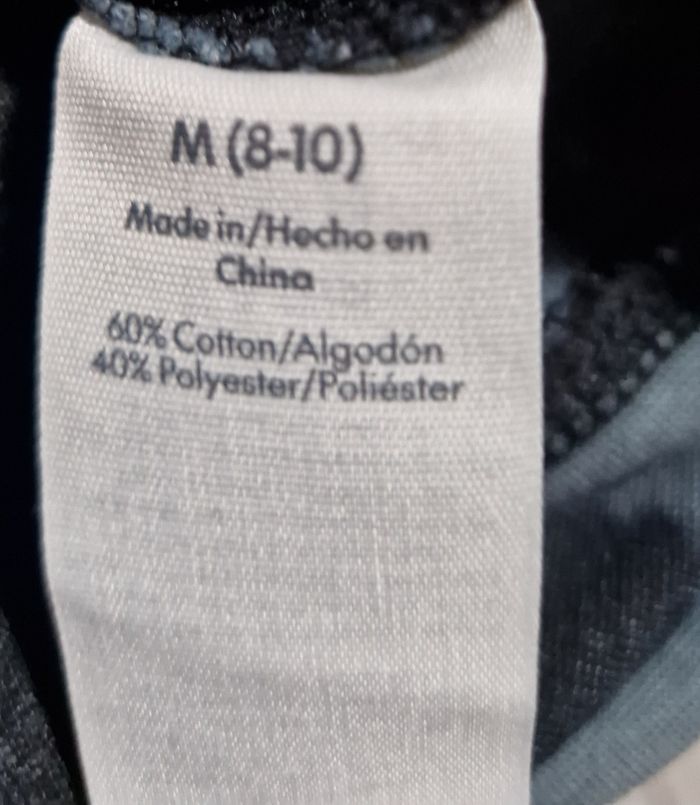 M (8-10)
Made in/Hecho en
China
60% Cotton/Algodón
40% Polyester/Poliéster